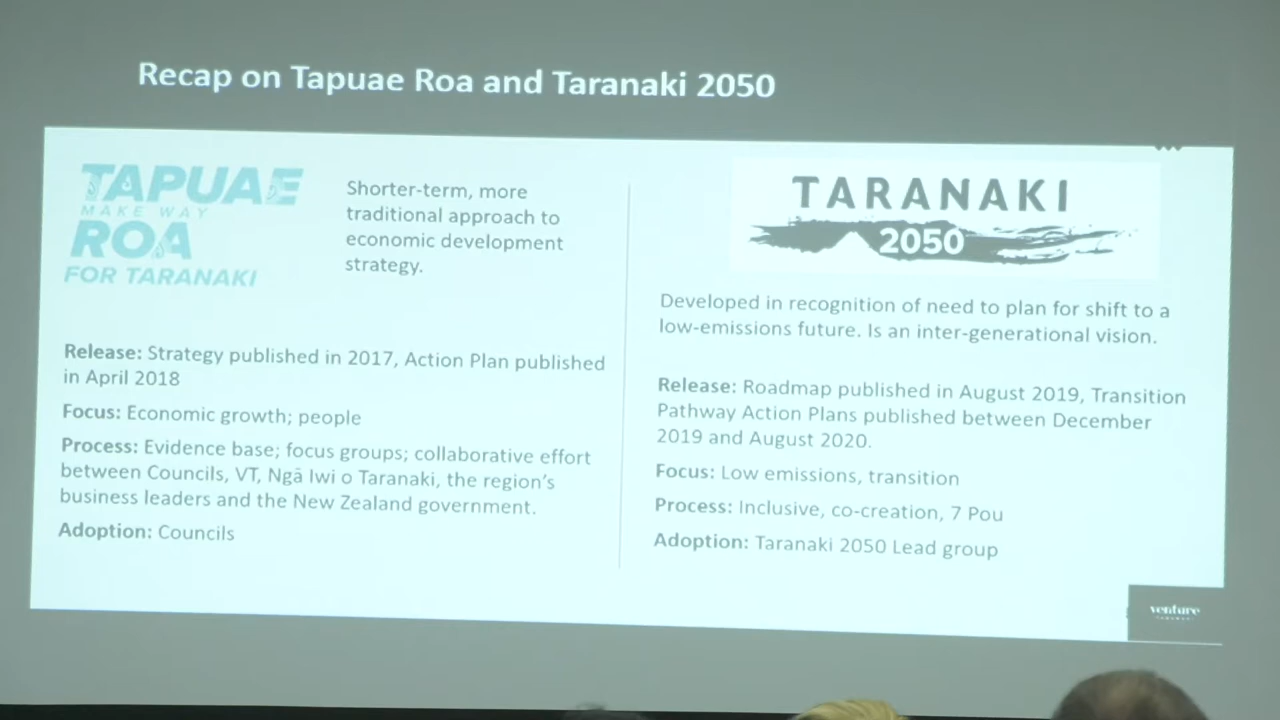 Recap on Tapuae Roa and Taranaki 2050
TAPUAE
MAKE WAY
ROA
FOR TARANAKI
Shorter-term, more
traditional approach to
economic development
strategy.
Release: Strategy published in 2017, Action Plan published
in April 2018
Focus: Economic growth; people
Process: Evidence base; focus groups; collaborative effort
between Councils, VT, Ngā Iwi o Taranaki, the region's
business leaders and the New Zealand government.
Adoption: Councils
TARANAKI
2050
Developed in recognition of need to plan for shift to a
low-emissions future. Is an inter-generational vision.
Release: Roadmap published in August 2019, Transition
Pathway Action Plans published between December
2019 and August 2020.
Focus: Low emissions, transition
Process: Inclusive, co-creation, 7 Pou
Adoption: Taranaki 2050 Lead group
venture